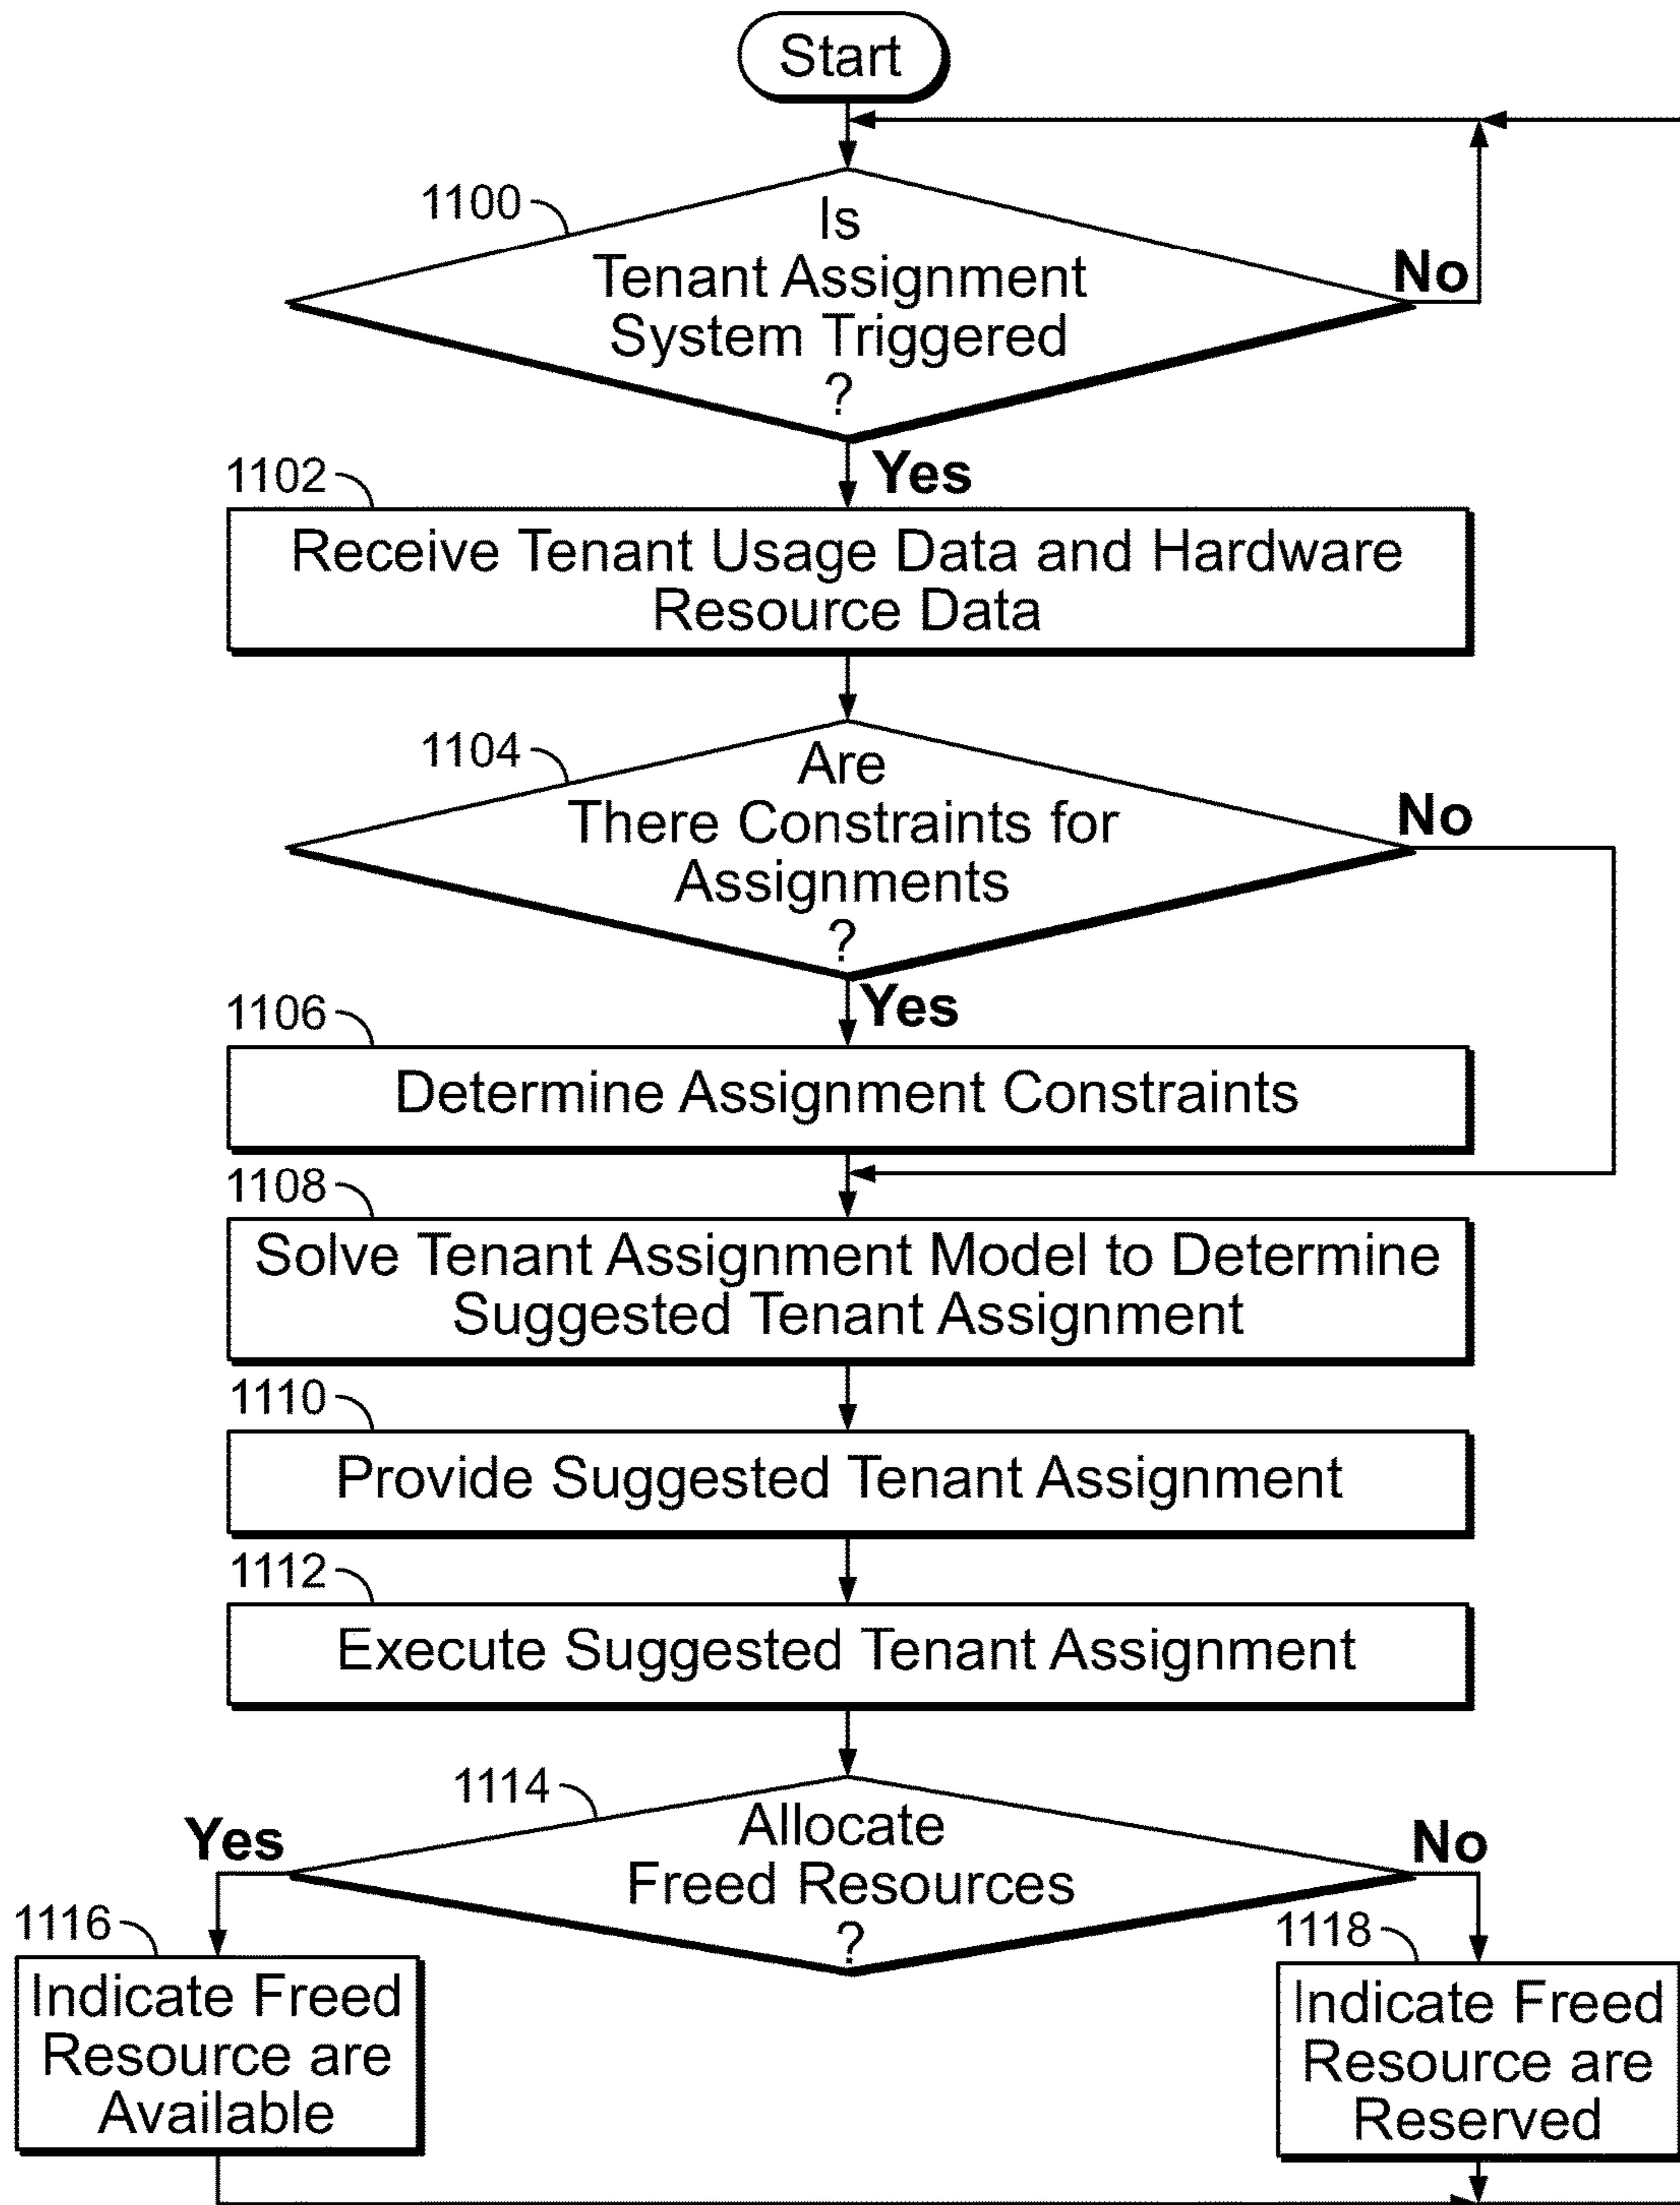 Start
1100
Is
Tenant Assignment
System Triggered
?
No
Yes
1102
Receive Tenant Usage Data and Hardware
Resource Data
1104
Are
There Constraints for
Assignments
?
No
Yes
1106
Determine Assignment Constraints
1108
Solve Tenant Assignment Model to Determine
Suggested Tenant Assignment
1110
Provide Suggested Tenant Assignment
1112
Execute Suggested Tenant Assignment
1114
Allocate
Freed Resources
?
Yes
No
1116
Indicate Freed
Resource are
Available
1118
Indicate Freed
Resource are
Reserved